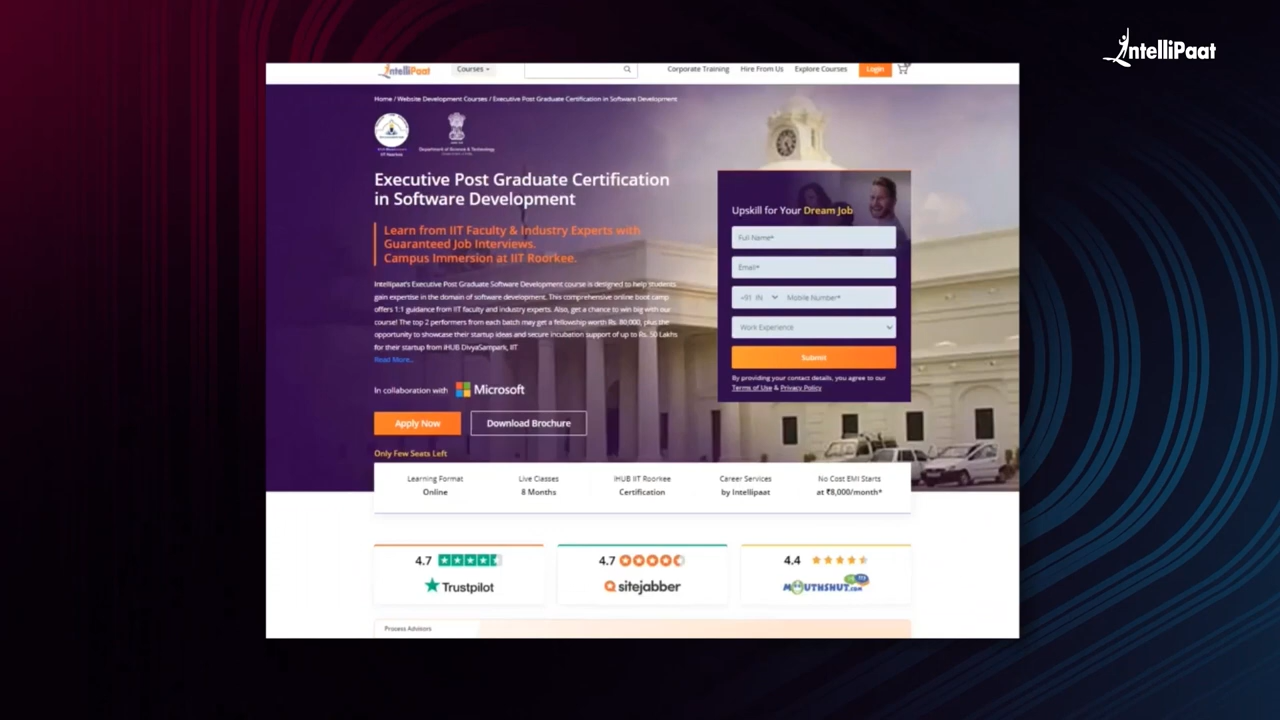 IntelliPaat
IntelliPaat Courses Corporate Training Hire From Us Explore Courses Login
Home / Website Development Courses / Executive Post Graduate Certification in Software Development
IIT Roorkee
Department of Science & Technology
Executive Post Graduate Certification
in Software Development
Learn from IIT Faculty & Industry Experts with
Guaranteed Job Interviews.
Campus Immersion at IIT Roorkee.
Intellipaat's Executive Post Graduate Software Development course is designed to help students
gain expertise in the domain of software development. This comprehensive online boot camp
offers 1:1 guidance from IIT faculty and industry experts. Also, get a chance to win big with our
course! The top 2 performers from each batch may get a fellowship worth Rs. 80,000, plus the
opportunity to showcase their startup ideas and secure incubation support of up to Rs. 50 Lakhs
for their startup from iHUB DivyaSampark, IIT
Read More..
In collaboration with Microsoft
Apply Now Download Brochure
Only Few Seats Left
Upskill for Your Dream Job
Full Name*
Email*
+91 IN Mobile Number*
Work Experience
Submit
By providing your contact details, you agree to our
Terms of Use & Privacy Policy
Learning Format Live Classes iHUB IIT Roorkee Career Services No Cost EMI Starts
Online 8 Months Certification by Intellipaat at ₹8,000/month*
4.7 4.7 4.4
Trustpilot sitejabber MOUTHSHUT.com
Process Advisors